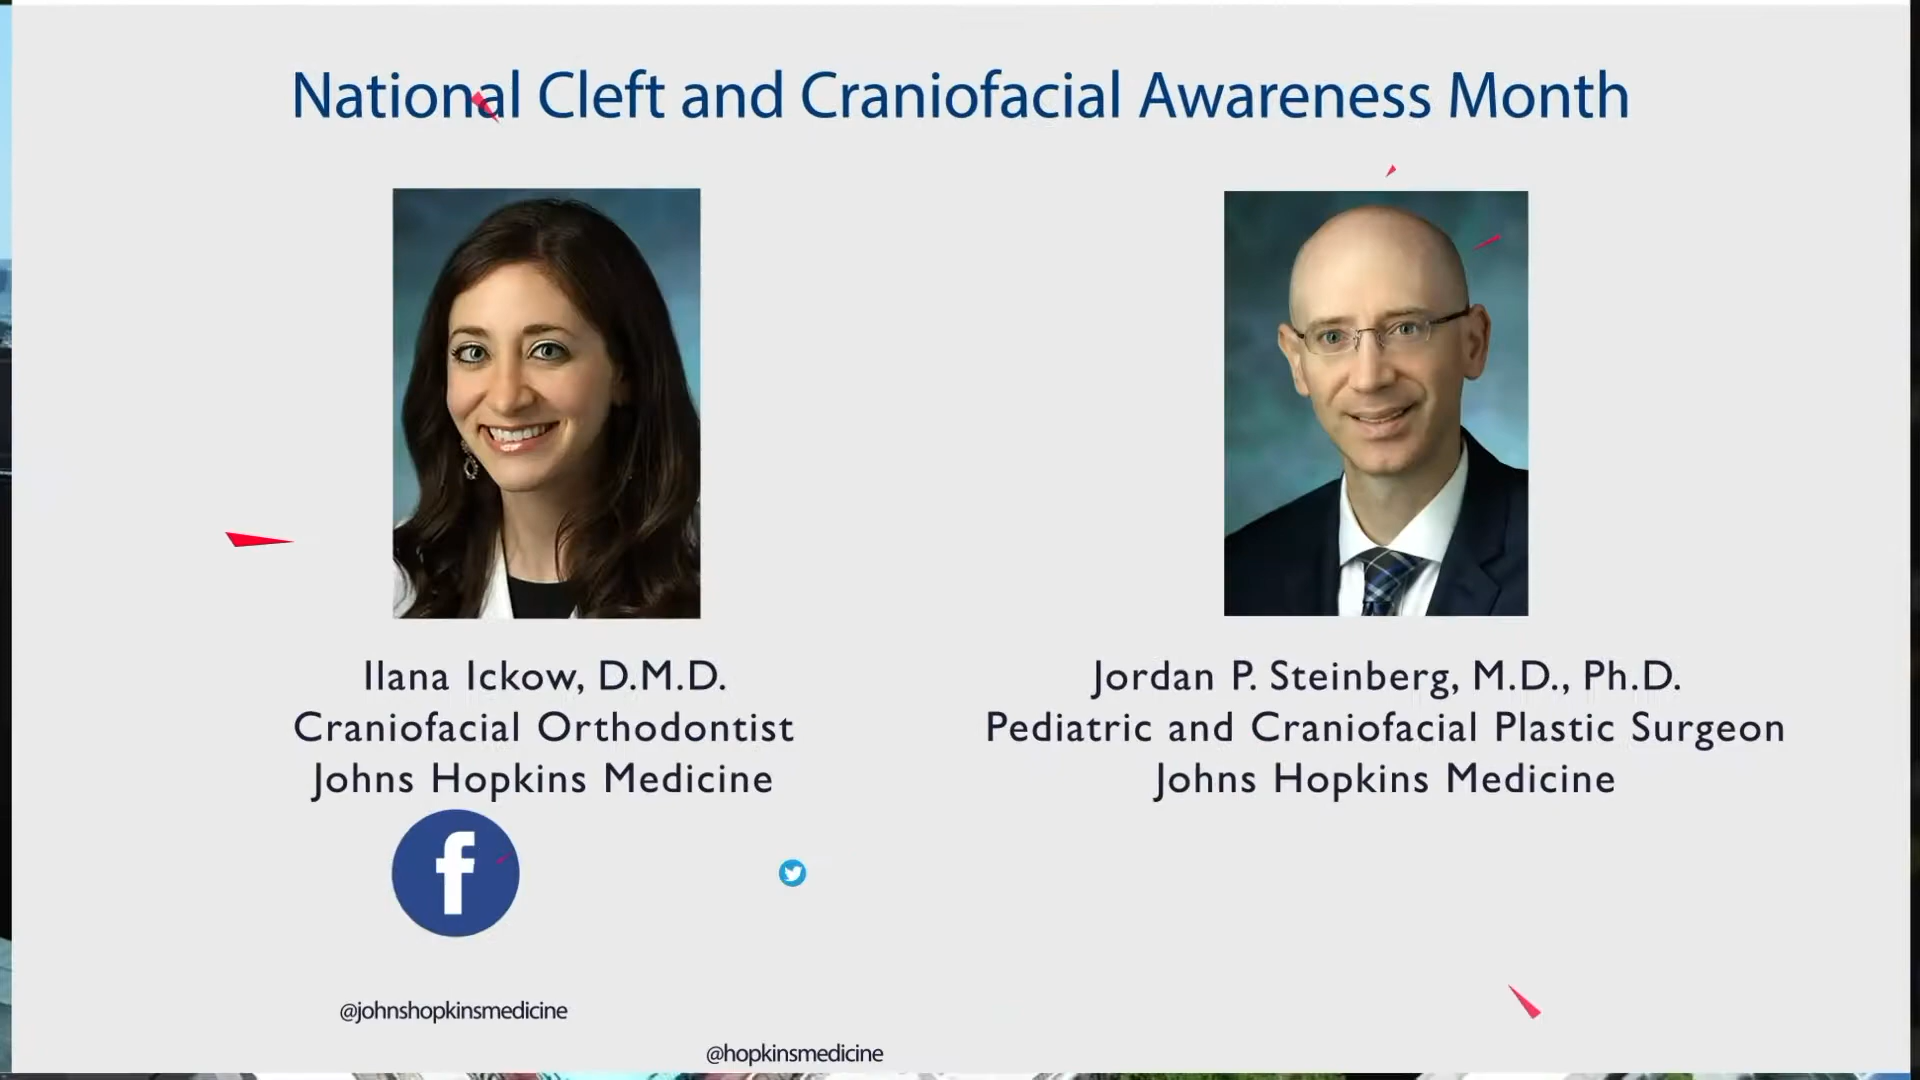 National Cleft and Craniofacial Awareness Month
Ilana Ickow, D.M.D.
Craniofacial Orthodontist
Johns Hopkins Medicine
Jordan P. Steinberg, M.D., Ph.D.
Pediatric and Craniofacial Plastic Surgeon
Johns Hopkins Medicine
f
@johnshopkinsmedicine
@hopkinsmedicine